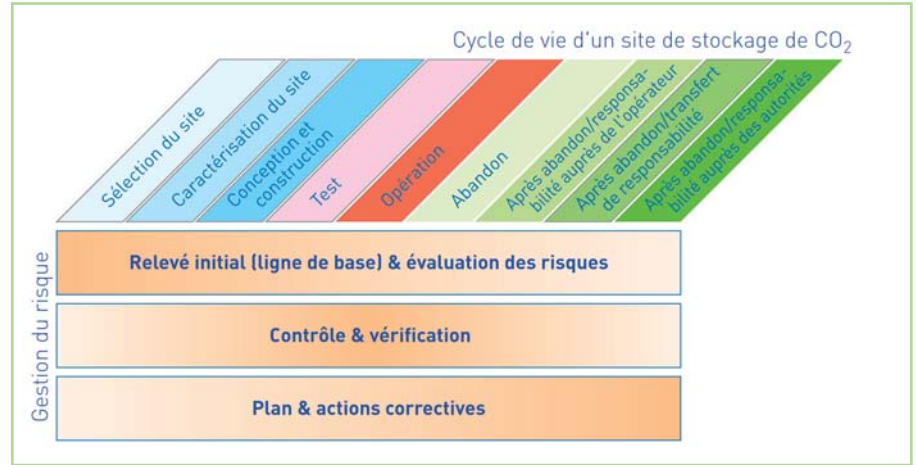 Cycle de vie d'un site de stockage de CO₂
Sélection du site
Caractérisation du site
Conception et
construction
Test
Opération
Abandon
Après abandon/responsa-
bilité auprès de l'opérateur
Après abandon/transfert
de responsabilité
Après abandon/responsa-
bilité auprès des autorités
Gestion du risque
Relevé initial (ligne de base) & évaluation des risques
Contrôle & vérification
Plan & actions correctives